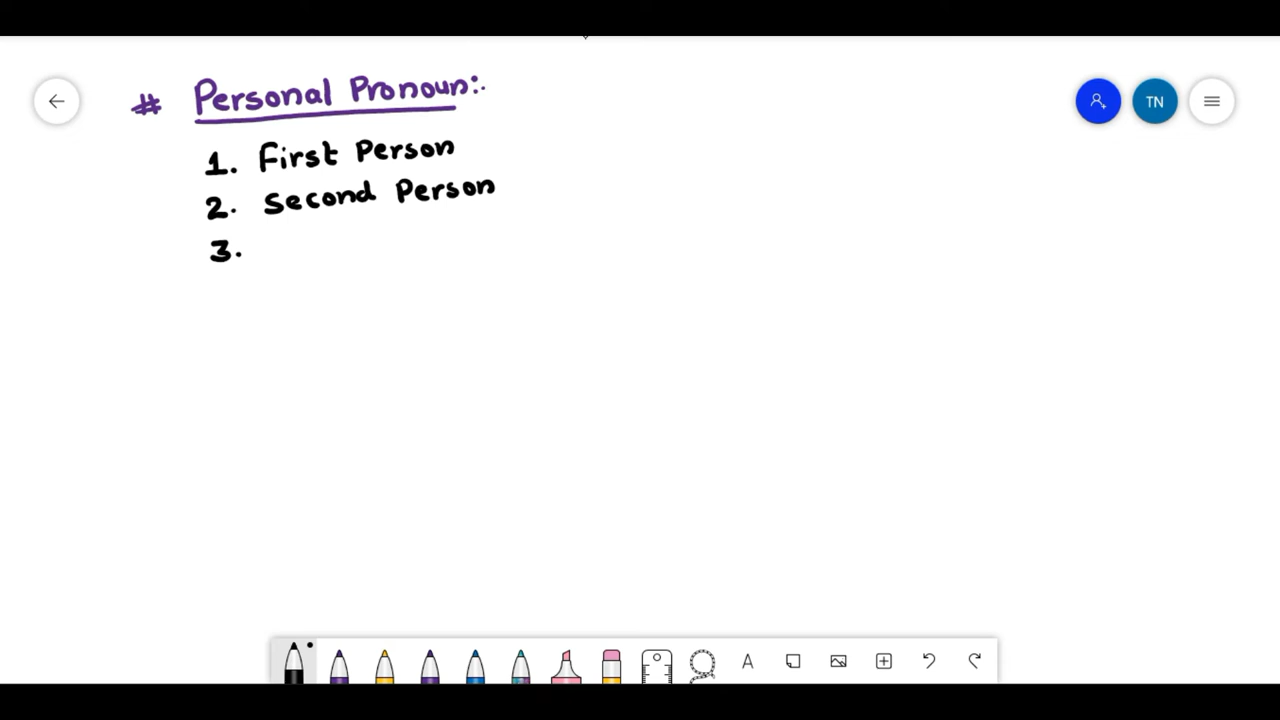 # Personal Pronoun:-
TN
1. First Person
2. Second Person
3.
A